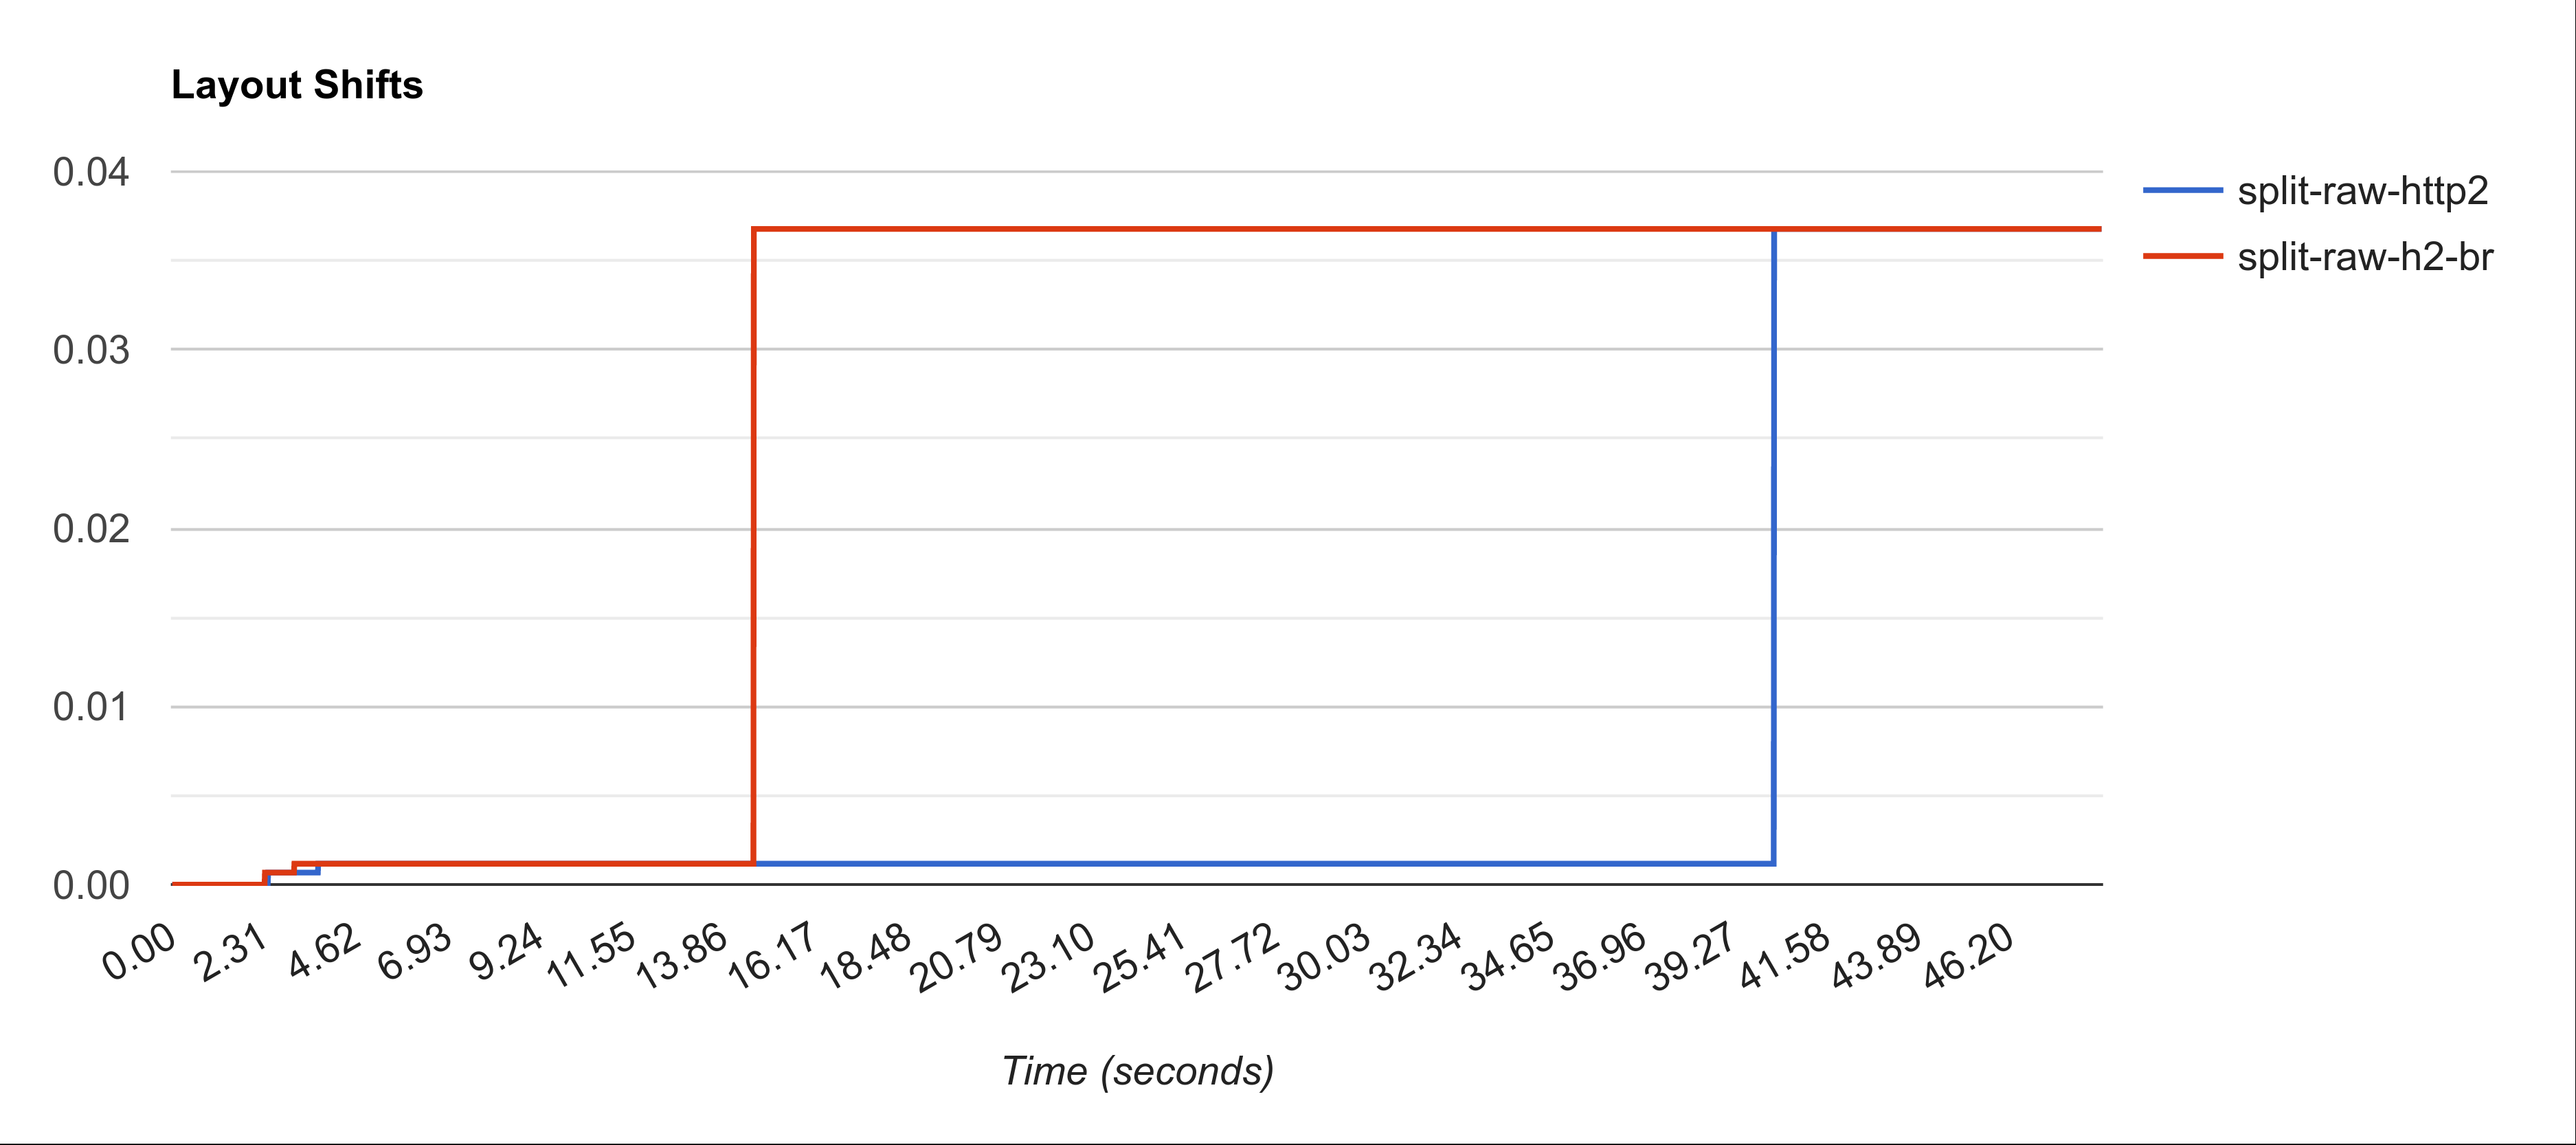 Layout Shifts
0.04
0.03
0.02
0.01
0.00
split-raw-http2
split-raw-h2-br
0.00 2.31 4.62 6.93 9.24 11.55 13.86 16.17 18.48 20.79 23.10 25.41 27.72 30.03 32.34 34.65 36.96 39.27 41.58 43.89 46.20
Time (seconds)